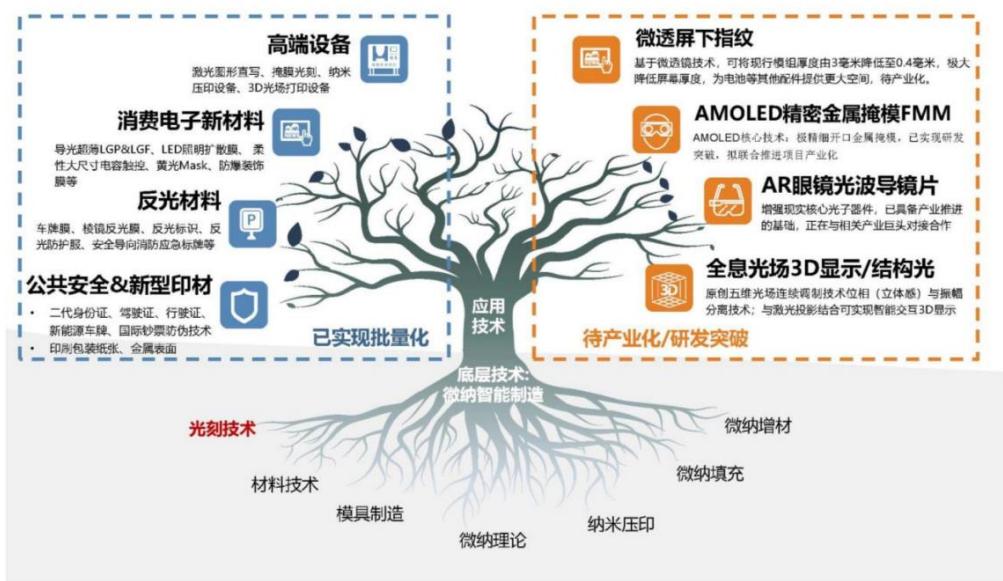 高端设备
激光图形直写、掩膜光刻、纳米
压印设备、3D光场打印设备
消费电子新材料
导光超薄LGP&LGF、LED照明扩散膜、 柔
性大尺寸电容触控、黄光Mask、防爆装饰
膜等
反光材料
车牌膜、棱镜反光膜、反光标识、反
光防护服、安全导向消防应急标牌等
P
公共安全&新型印材
• 二代身份证、驾驶证、行驶证、
新能源车牌、国际钞票防伪技术
• 印刷包装纸张、金属表面
已实现批量化
微透屏下指纹
基于微透镜技术，可将现行模组厚度由3毫米降低至0.4毫米，极大
降低屏幕厚度，为电池等其他配件提供更大空间，待产业化。
AMOLED精密金属掩模FMM
AMOLED核心技术：极精细开口金属掩模，已实现研发
突破，拟联合推进项目产业化
AR眼镜光波导镜片
增强现实核心光子器件，已具备产业推进
的基础，正在与相关产业巨头对接合作
全息光场3D显示/结构光
3D
原创五维光场连续调制技术位相（立体感）与振幅
分离技术；与激光投影结合可实现智能交互3D显示
待产业化/研发突破
应用
技术
底层技术:
微纳智能制造
光刻技术
材料技术
模具制造
微纳理论
纳米压印
微纳填充
微纳增材